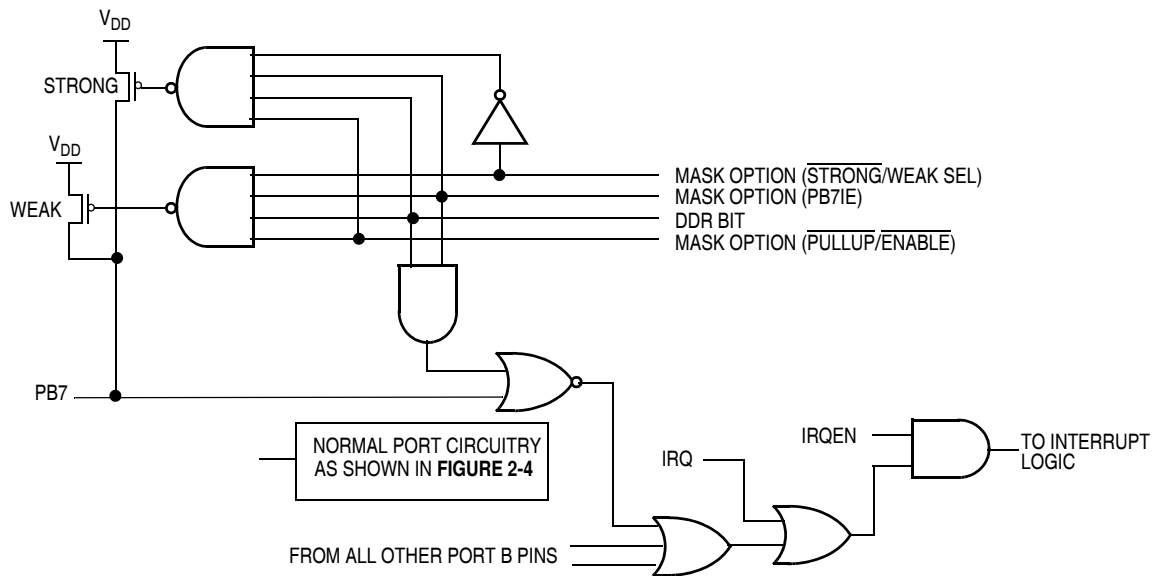 VDD
STRONG
VDD
WEAK
MASK OPTION (STRONG/WEAK SEL)
MASK OPTION (PB7IE)
DDR BIT
MASK OPTION (PULLUP/ENABLE)
PB7
NORMAL PORT CIRCUITRY
AS SHOWN IN FIGURE 2-4
IRQEN
TO INTERRUPT
LOGIC
IRQ
FROM ALL OTHER PORT B PINS